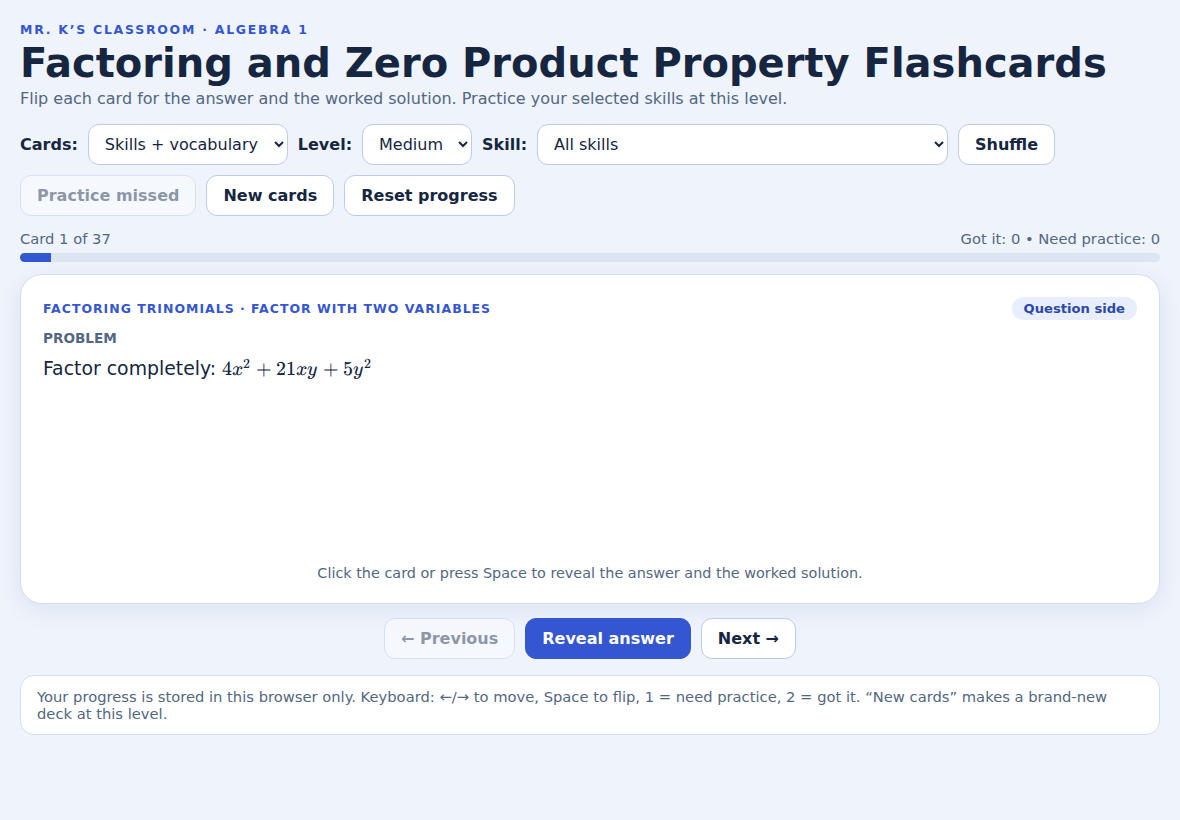 MR. K’S CLASSROOM · ALGEBRA 1
Factoring and Zero Product Property Flashcards
Flip each card for the answer and the worked solution. Practice your selected skills at this level.
Cards: Skills + vocabulary Level: Medium Skill: All skills Shuffle
Practice missed New cards Reset progress
Card 1 of 37 Got it: 0 • Need practice: 0
FACTORING TRINOMIALS · FACTOR WITH TWO VARIABLES Question side
PROBLEM
Factor completely: 4x² + 21xy + 5y²
Click the card or press Space to reveal the answer and the worked solution.
← Previous Reveal answer Next →
Your progress is stored in this browser only. Keyboard: ←/→ to move, Space to flip, 1 = need practice, 2 = got it. “New cards” makes a brand-new
deck at this level.